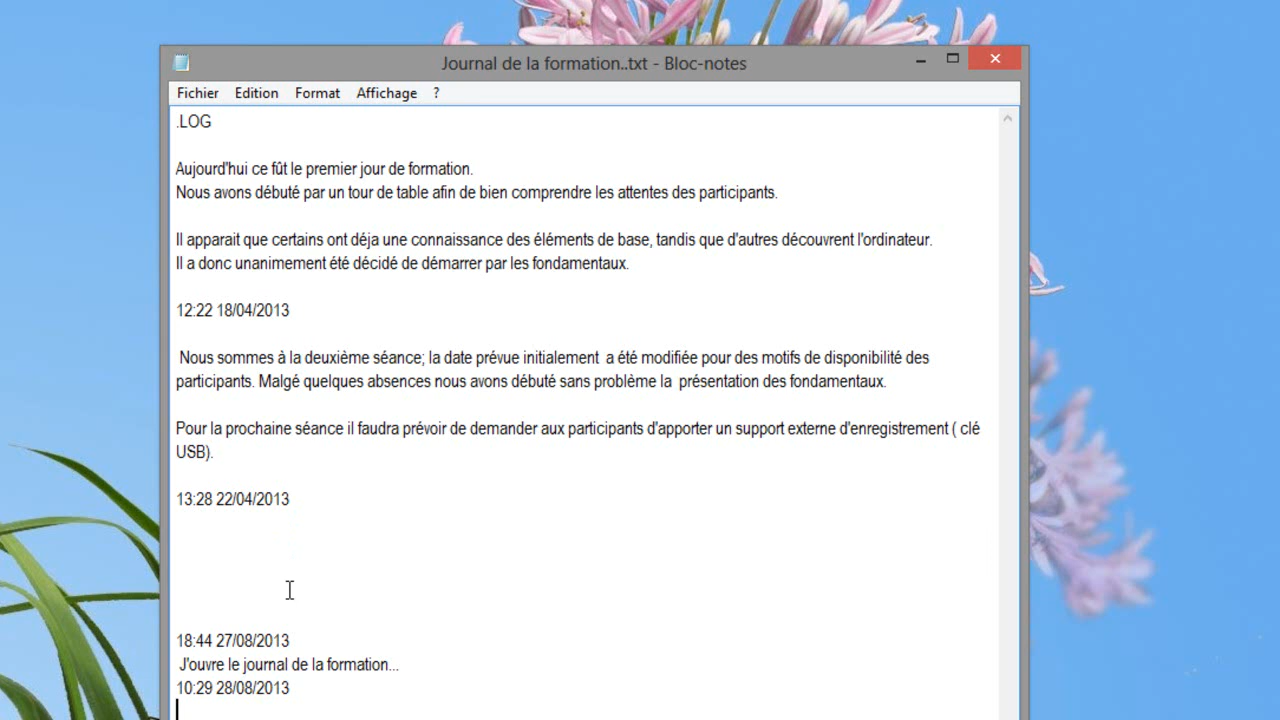 Journal de la formation..txt - Bloc-notes
Fichier Edition Format Affichage ?
.LOG
Aujourd'hui ce fût le premier jour de formation.
Nous avons débuté par un tour de table afin de bien comprendre les attentes des participants.
Il apparait que certains ont déja une connaissance des éléments de base, tandis que d'autres découvrent l'ordinateur.
Il a donc unanimement été décidé de démarrer par les fondamentaux.
12:22 18/04/2013
Nous sommes à la deuxième séance; la date prévue initialement  a été modifiée pour des motifs de disponibilité des
participants. Malgé quelques absences nous avons débuté sans problème la  présentation des fondamentaux.
Pour la prochaine séance il faudra prévoir de demander aux participants d'apporter un support externe d'enregistrement ( clé
USB).
13:28 22/04/2013
18:44 27/08/2013
J'ouvre le journal de la formation...
10:29 28/08/2013